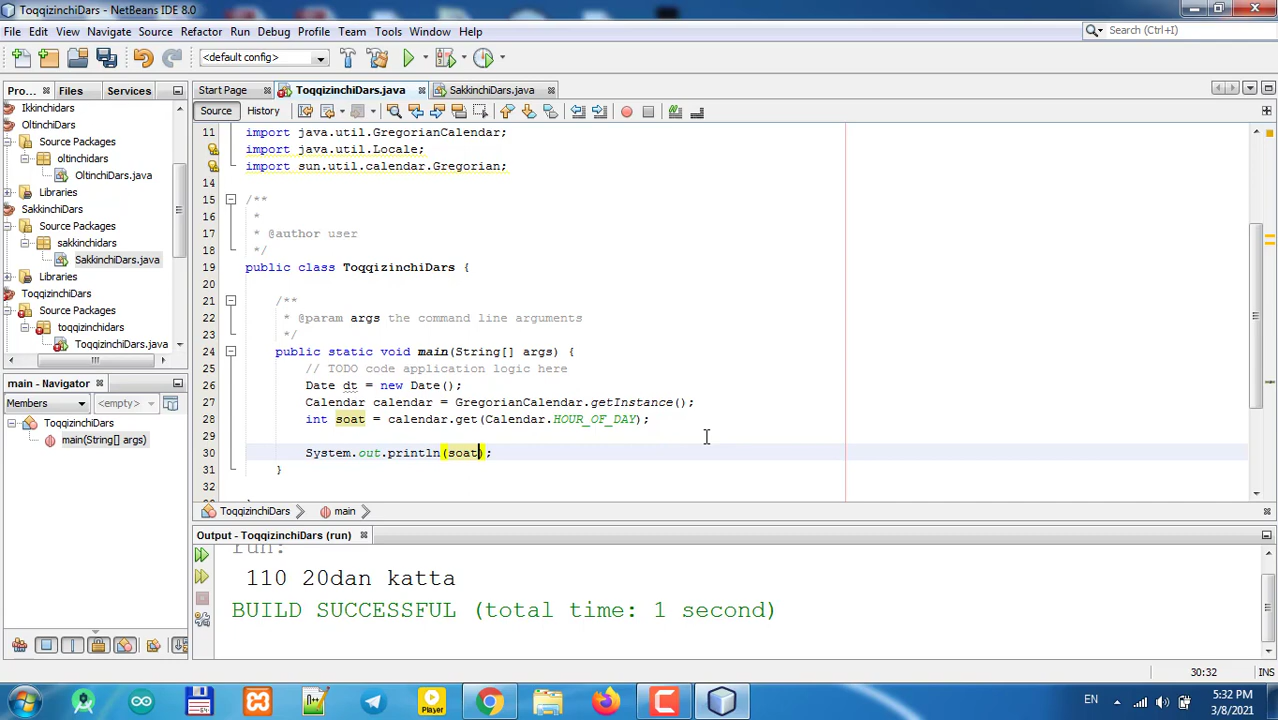 ToqqizinchiDars - NetBeans IDE 8.0
File Edit View Navigate Source Refactor Run Debug Profile Team Tools Window Help
Search (Ctrl+I)
<default config>
Pro... Files Services
Start Page ToqqizinchiDars.java SakkinchiDars.java
Source History
Ikkinchidars
OltinchiDars
Source Packages
oltinchidars
OltinchiDars.java
Libraries
SakkinchiDars
Source Packages
sakkinchidars
SakkinchiDars.java
Libraries
ToqqizinchiDars
Source Packages
toqqizinchidars
ToqqizinchiDars.java
main - Navigator
Members <empty>
ToqqizinchiDars
main(String[] args)
11 import java.util.GregorianCalendar;
import java.util.Locale;
import sun.util.calendar.Gregorian;
14
15 /**
16 *
17 * @author user
18 */
19 public class ToqqizinchiDars {
20
21 /**
22 * @param args the command line arguments
23 */
24 public static void main(String[] args) {
25 // TODO code application logic here
26 Date dt = new Date();
27 Calendar calendar = GregorianCalendar.getInstance();
28 int soat = calendar.get(Calendar.HOUR_OF_DAY);
29
30 System.out.println(soat);
31 }
32
ToqqizinchiDars main
Output - ToqqizinchiDars (run)
run:
110 20dan katta
BUILD SUCCESSFUL (total time: 1 second)
30:32 INS
Player
EN
5:32 PM
3/8/2021